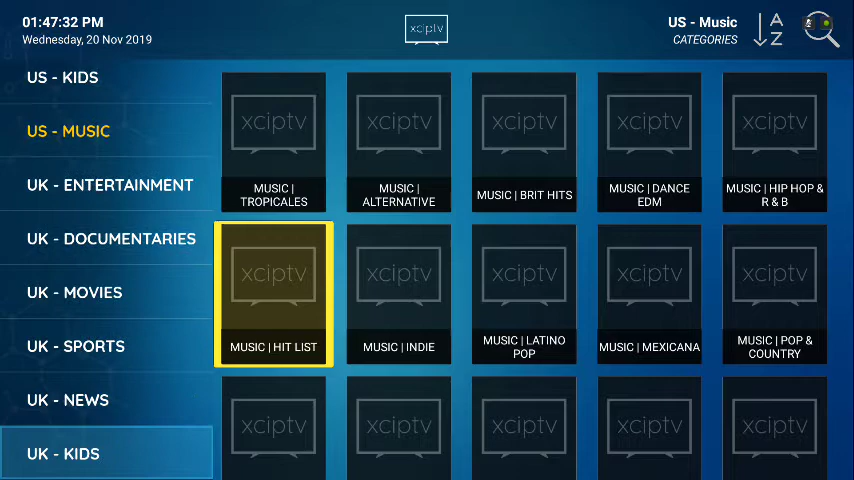 01:47:32 PM
Wednesday, 20 Nov 2019
xciptv
US - Music
CATEGORIES
A
Z
US - KIDS
US - MUSIC
UK - ENTERTAINMENT
UK - DOCUMENTARIES
UK - MOVIES
UK - SPORTS
UK - NEWS
UK - KIDS
xciptv
xciptv
xciptv
xciptv
xciptv
MUSIC |
TROPICALES
MUSIC |
ALTERNATIVE
MUSIC | BRIT HITS
MUSIC | DANCE
EDM
MUSIC | HIP HOP &
R & B
xciptv
xciptv
xciptv
xciptv
xciptv
MUSIC | HIT LIST
MUSIC | INDIE
MUSIC | LATINO
POP
MUSIC | MEXICANA
MUSIC | POP &
COUNTRY
xciptv
xciptv
xciptv
xciptv
xciptv